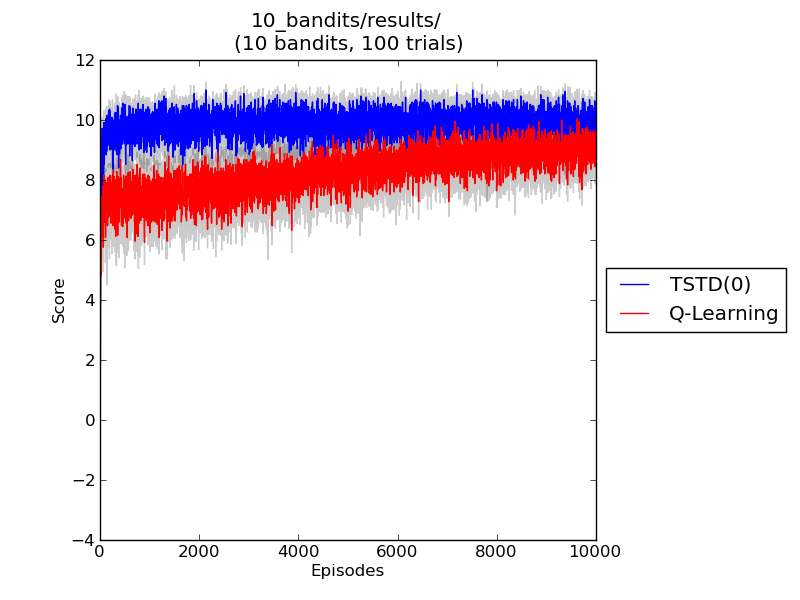 10_bandits/results/
(10 bandits, 100 trials)
12
10
8
6
4
2
0
−2
−4
Score
0
2000
4000
6000
8000
10000
Episodes
TSTD(0)
Q-Learning